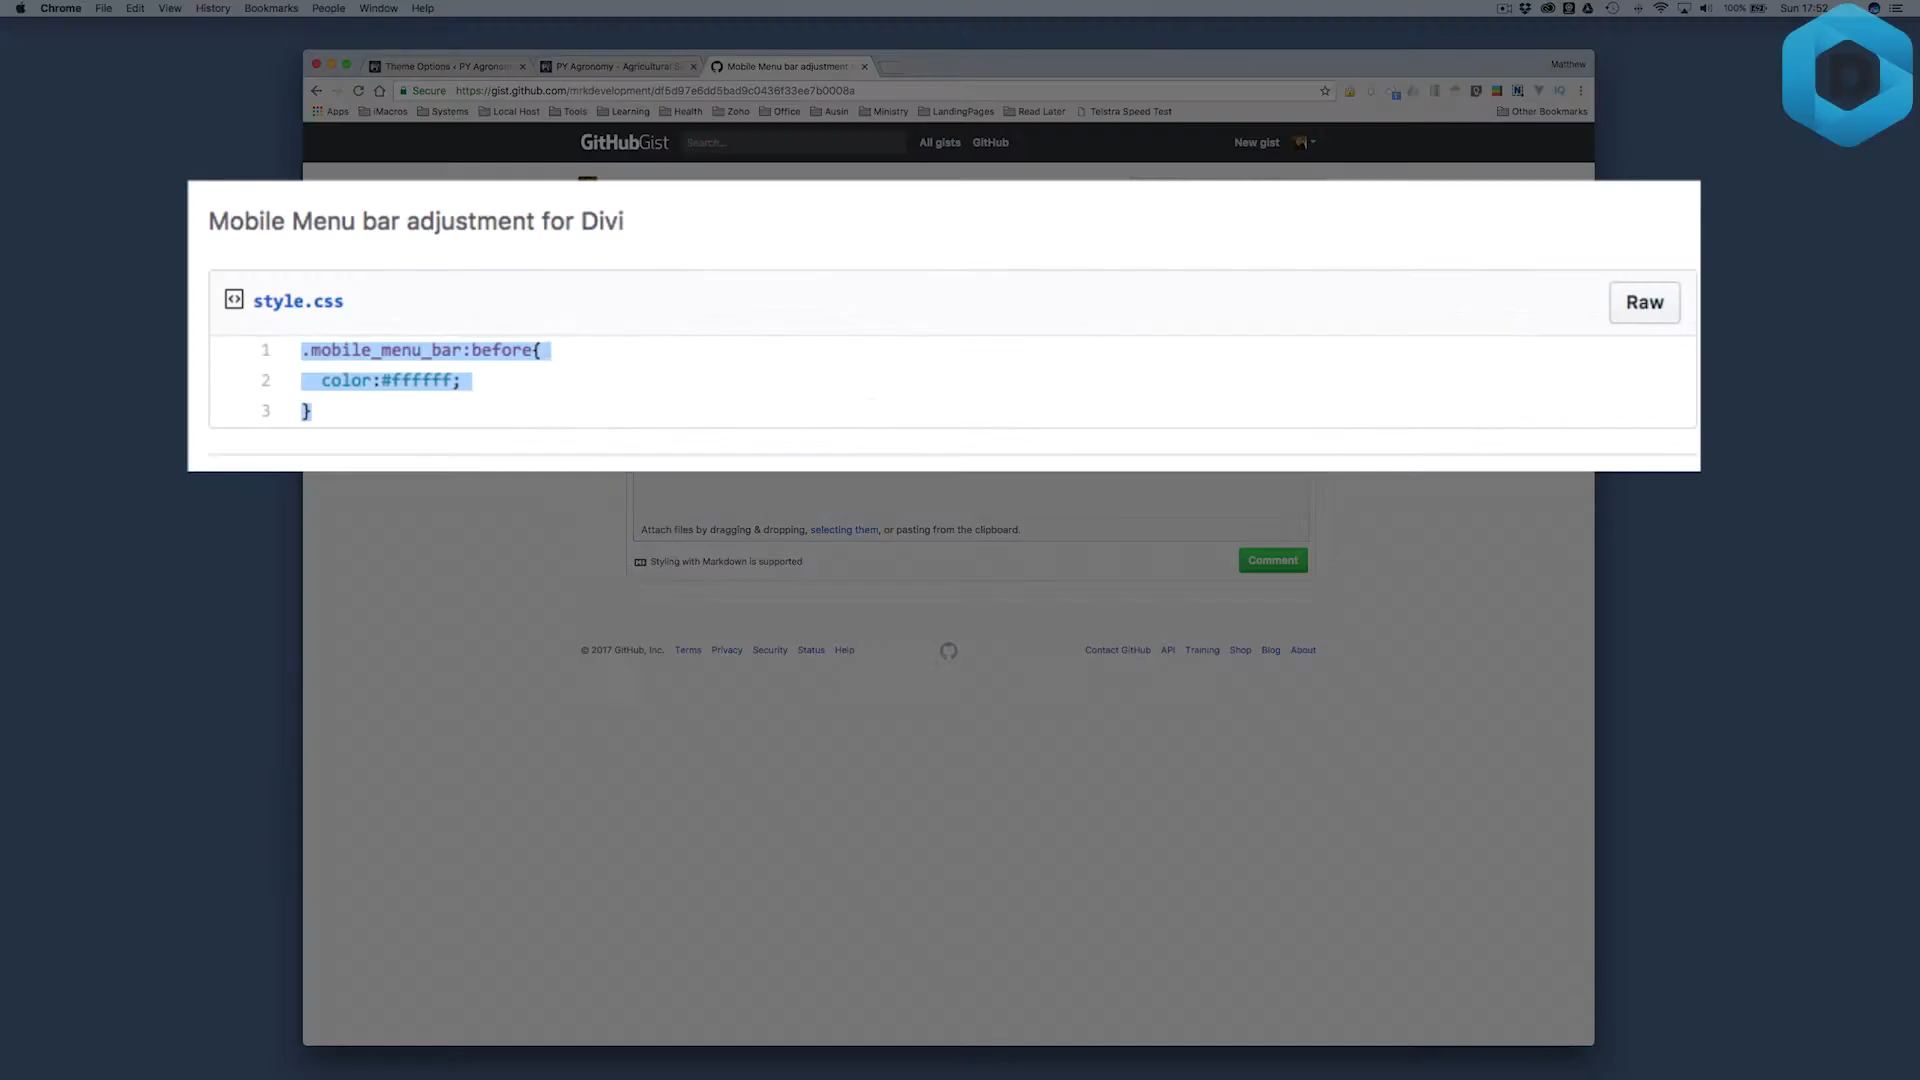 Chrome File Edit View History Bookmarks People Window Help 100% Sun 17:52
Theme Options ‹ PY Agronom PY Agronomy - Agricultural S Mobile Menu bar adjustment Matthew
Secure https://gist.github.com/mrkdevelopment/df5d97e6dd5bad9c0436f33ee7b0008a
Apps iMacros Systems Local Host Tools Learning Health Zoho Office Ausin Ministry LandingPages Read Later Telstra Speed Test Other Bookmarks
GitHubGist Search... All gists GitHub New gist
Mobile Menu bar adjustment for Divi
style.css Raw
1 .mobile_menu_bar:before{
2 color:#ffffff;
3 }
Attach files by dragging & dropping, selecting them, or pasting from the clipboard.
Styling with Markdown is supported Comment
© 2017 GitHub, Inc. Terms Privacy Security Status Help Contact GitHub API Training Shop Blog About